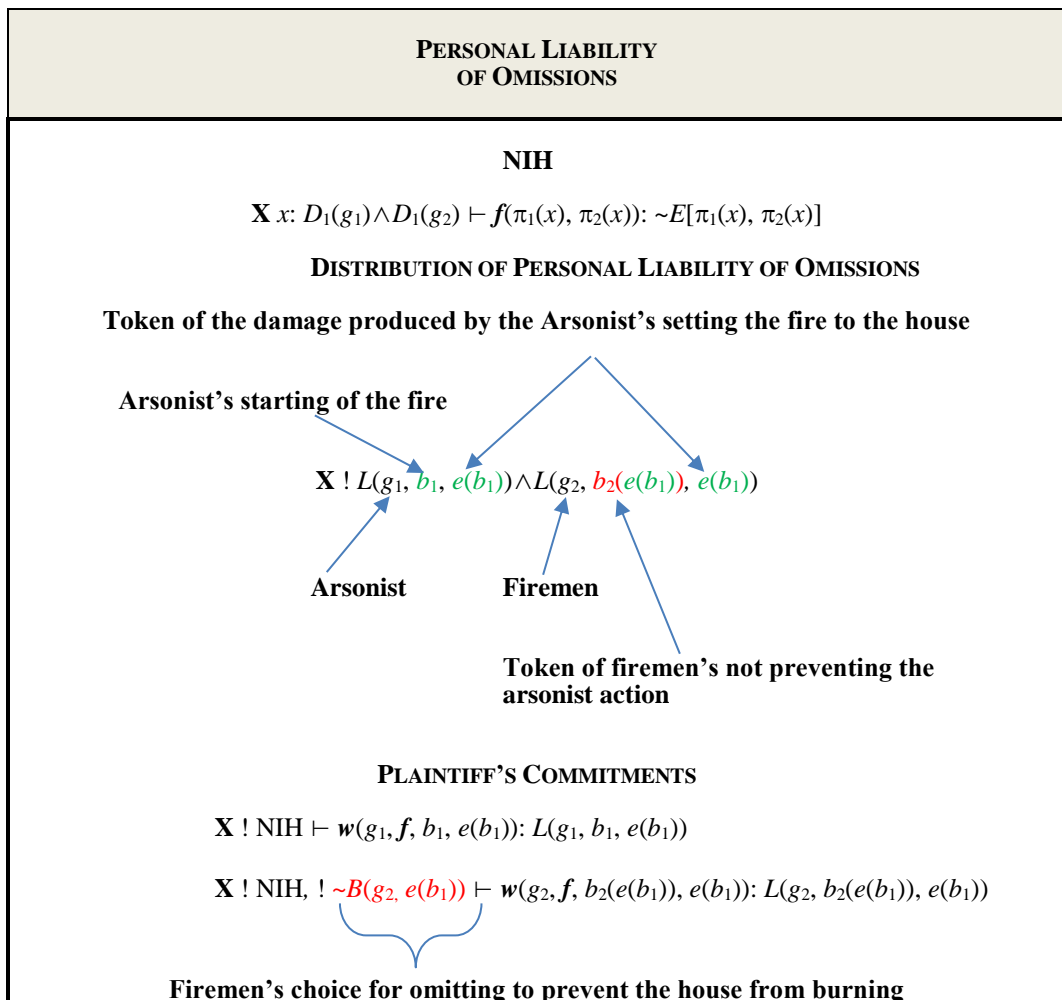 PERSONAL LIABILITY
OF OMISSIONS
NIH
X x: D₁(g₁)∧D₁(g₂) ⊢ f(π₁(x), π₂(x)): ~E[π₁(x), π₂(x)]
DISTRIBUTION OF PERSONAL LIABILITY OF OMISSIONS
Token of the damage produced by the Arsonist's setting the fire to the house
Arsonist's starting of the fire
X ! L(g₁, b₁, e(b₁))∧L(g₂, b₂(e(b₁)), e(b₁))
Arsonist Firemen
Token of firemen's not preventing the
arsonist action
PLAINTIFF'S COMMITMENTS
X ! NIH ⊢ w(g₁, f, b₁, e(b₁)): L(g₁, b₁, e(b₁))
X ! NIH, ! ~B(g₂, e(b₁)) ⊢ w(g₂, f, b₂(e(b₁)), e(b₁)): L(g₂, b₂(e(b₁)), e(b₁))
Firemen's choice for omitting to prevent the house from burning